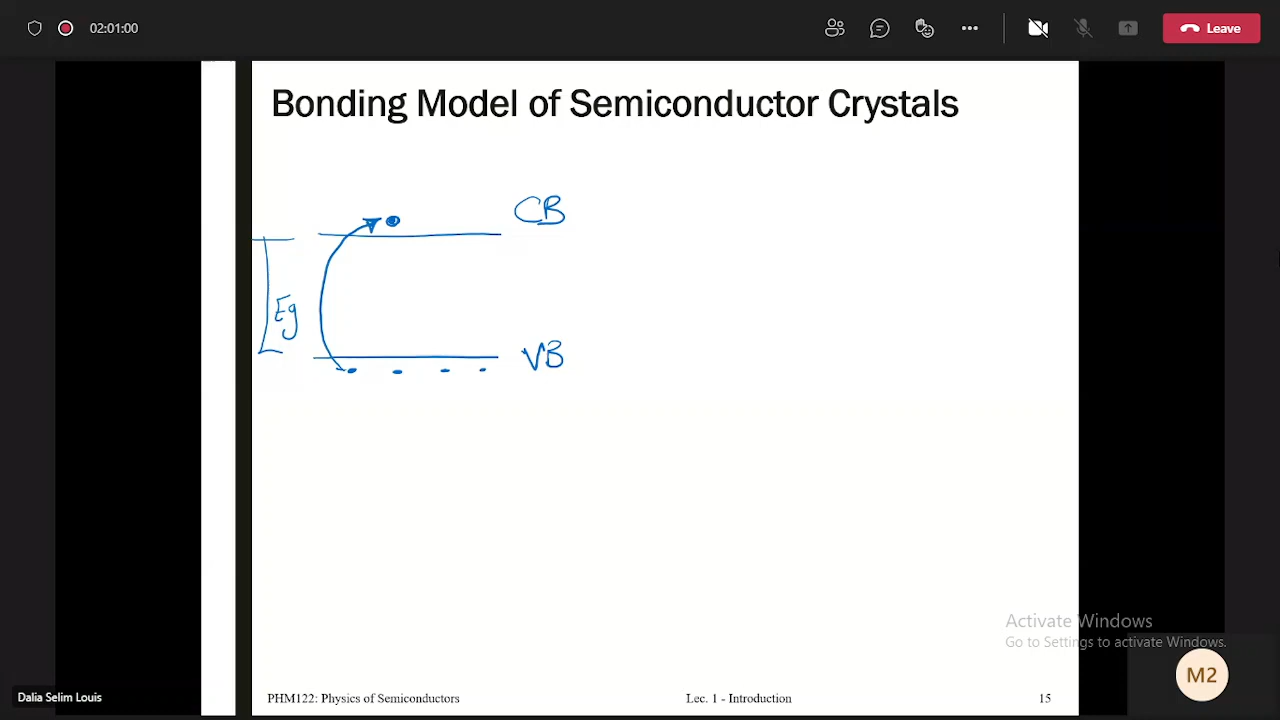 02:01:00
Leave
Bonding Model of Semiconductor Crystals
CB
Eg
VB
Activate Windows
Go to Settings to activate Windows.
M2
Dalia Selim Louis
PHM122: Physics of Semiconductors
Lec. 1 - Introduction
15